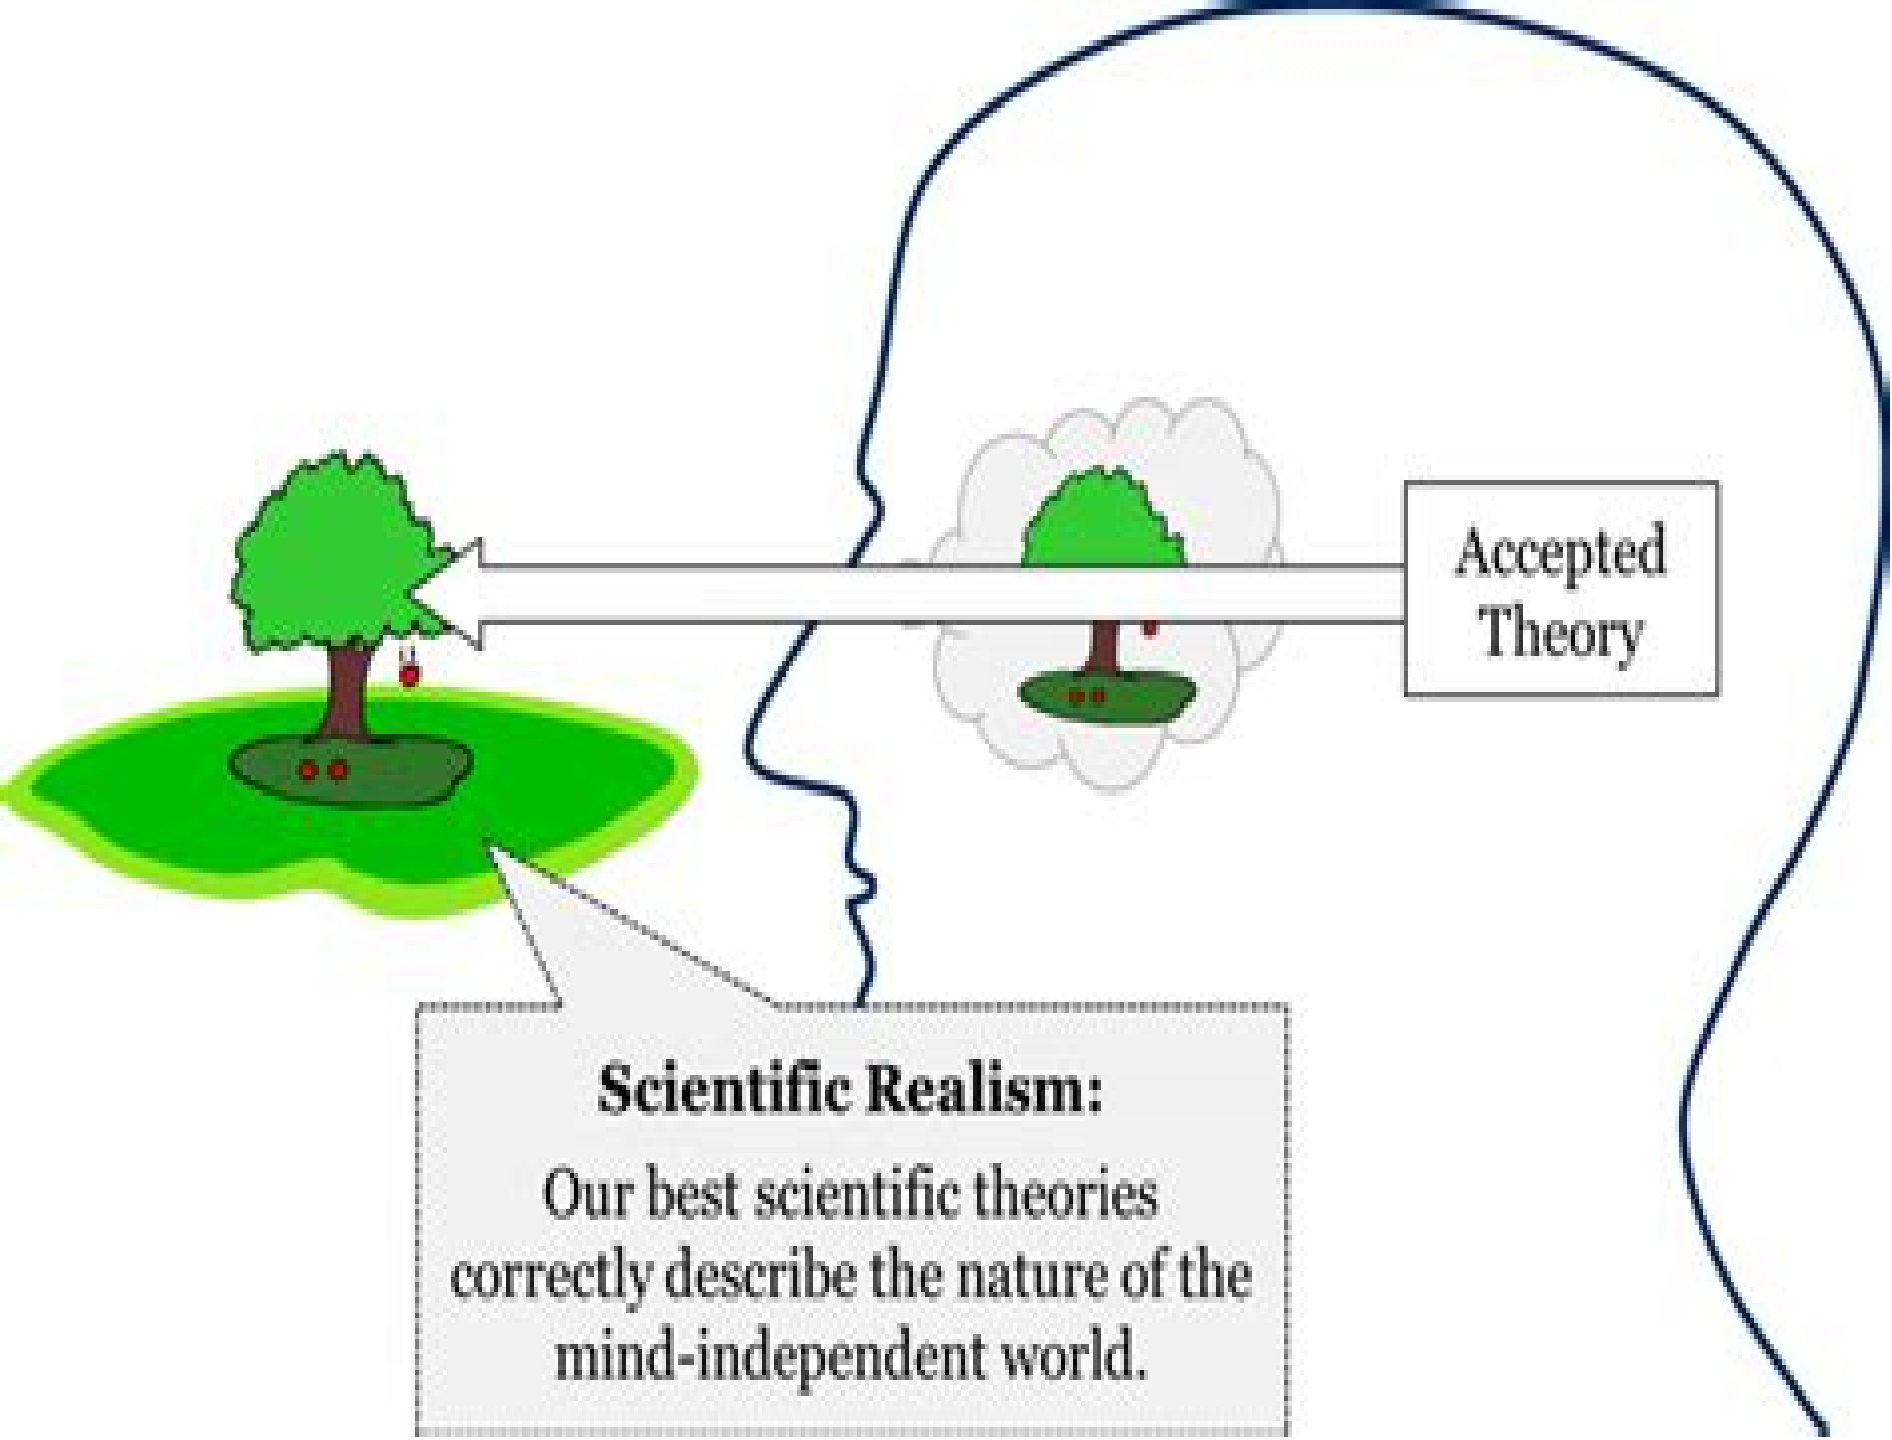 Accepted
Theory
Scientific Realism:
Our best scientific theories
correctly describe the nature of the
mind-independent world.